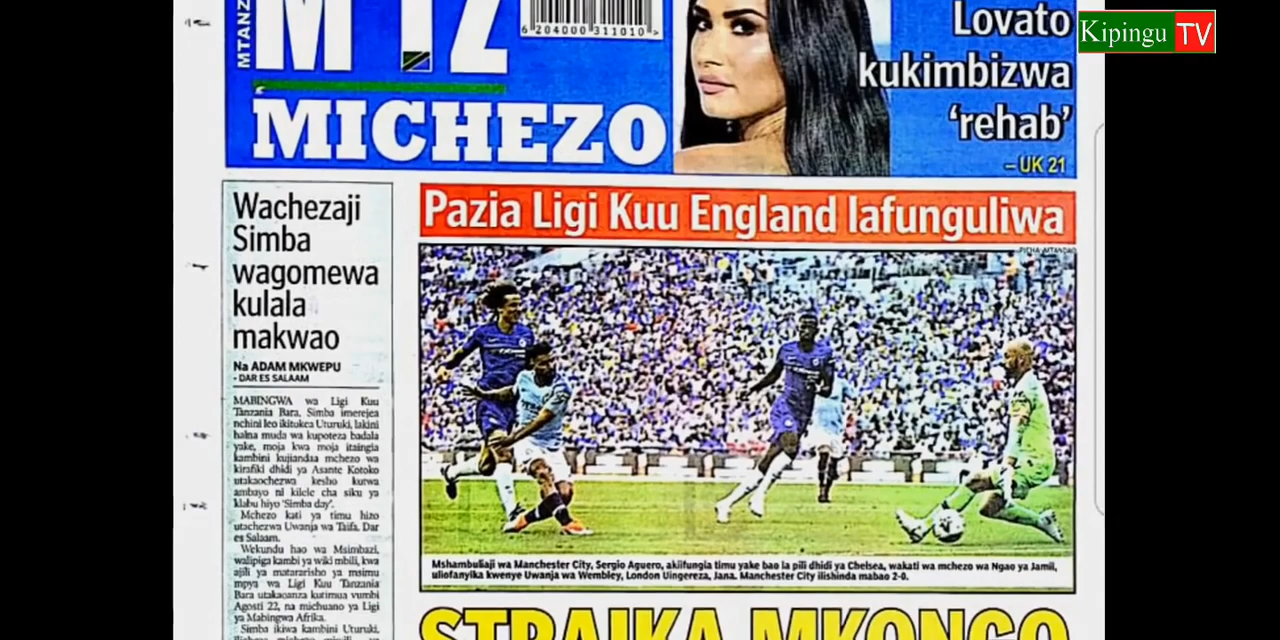 Kipingu TV
MTANZ
MTZ
6204000311010
MICHEZO
Lovato
kukimbizwa
‘rehab’
– UK 21
Wachezaji
Simba
wagomewa
kulala
makwao
Na ADAM MKWEPU
- DAR ES SALAAM
MABINGWA wa Ligi Kuu
Tanzania Bara, Simba imerejea
nchini leo ikitokea Uturuki, lakini
haina muda wa kupoteza badala
yake, moja kwa moja itaingia
kambini kujiandaa mchezo wa
kirafiki dhidi ya Asante Kotoko
utakaochezwa kesho kutwa
ambayo ni kilele cha siku ya
klabu hiyo 'Simba day'.
Mchezo kati ya timu hizo
utachezwa Uwanja wa Taifa, Dar
es Salaam.
Wekundu hao wa Msimbazi,
walipiga kambi ya wiki mbili, kwa
ajili ya matararisho ya msimu
mpya wa Ligi Kuu Tanzania
Bara utakaoanza kutimua vumbi
Agosti 22, na michuano ya Ligi
ya Mabingwa Afrika.
Simba ikiwa kambini Uturuki,
Pazia Ligi Kuu England lafunguliwa
PICHA: MTANDAO
Mshambuliaji wa Manchester City, Sergio Aguero, akiifungia timu yake bao la pili dhidi ya Chelsea, wakati wa mchezo wa Ngao ya Jamii,
uliofanyika kwenye Uwanja wa Wembley, London Uingereza, Jana. Manchester City ilishinda mabao 2-0.
STRAIKA MKONGO